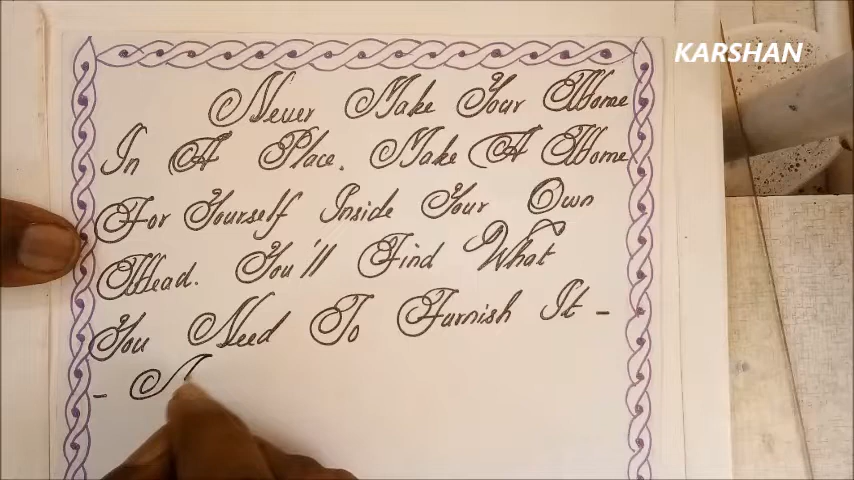 KARSHAN
Never Make Your Home
In A Place. Make A Home
For Yourself Inside Your Own
Head. You'll Find What
You Need To Furnish It -
-